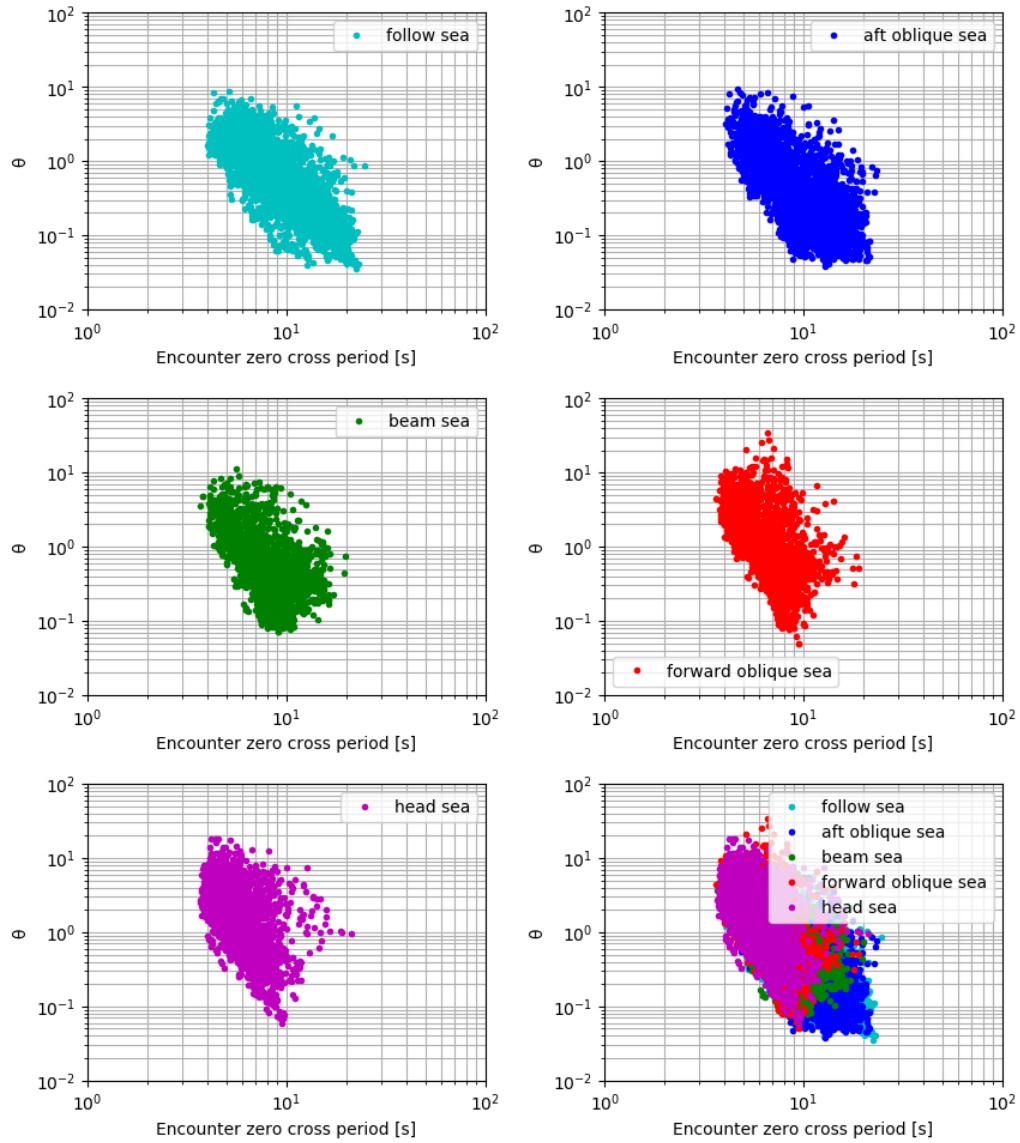 10² 10¹ 10⁰ 10⁻¹ 10⁻²
θ
follow sea
10⁰ 10¹ 10²
Encounter zero cross period [s]
10² 10¹ 10⁰ 10⁻¹ 10⁻²
θ
aft oblique sea
10⁰ 10¹ 10²
Encounter zero cross period [s]
10² 10¹ 10⁰ 10⁻¹ 10⁻²
θ
beam sea
10⁰ 10¹ 10²
Encounter zero cross period [s]
10² 10¹ 10⁰ 10⁻¹ 10⁻²
θ
forward oblique sea
10⁰ 10¹ 10²
Encounter zero cross period [s]
10² 10¹ 10⁰ 10⁻¹ 10⁻²
θ
head sea
10⁰ 10¹ 10²
Encounter zero cross period [s]
10² 10¹ 10⁰ 10⁻¹ 10⁻²
θ
follow sea
aft oblique sea
beam sea
forward oblique sea
head sea
10⁰ 10¹ 10²
Encounter zero cross period [s]